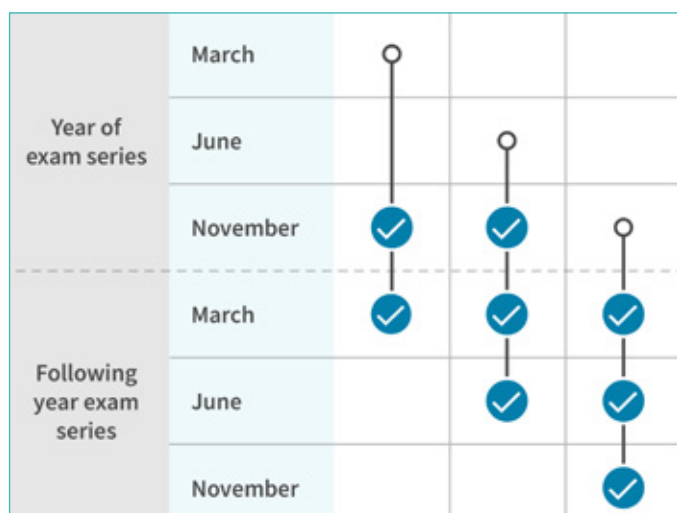 Year of
exam series
March
June
November
Following
year exam
series
March
June
November